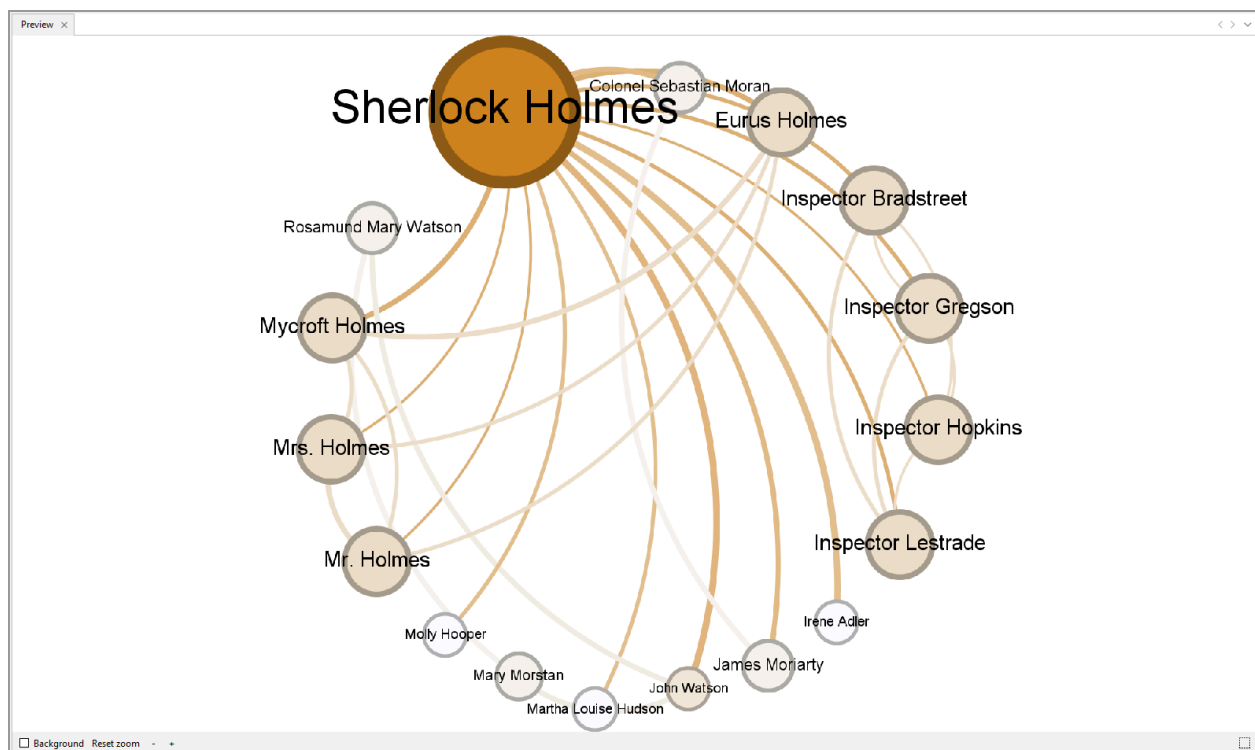 Preview
Colonel Sebastian Moran
Sherlock Holmes
Eurus Holmes
Inspector Bradstreet
Rosamund Mary Watson
Inspector Gregson
Mycroft Holmes
Inspector Hopkins
Mrs. Holmes
Inspector Lestrade
Mr. Holmes
Irene Adler
Molly Hooper
James Moriarty
Mary Morstan
John Watson
Martha Louise Hudson
Background Reset zoom - +